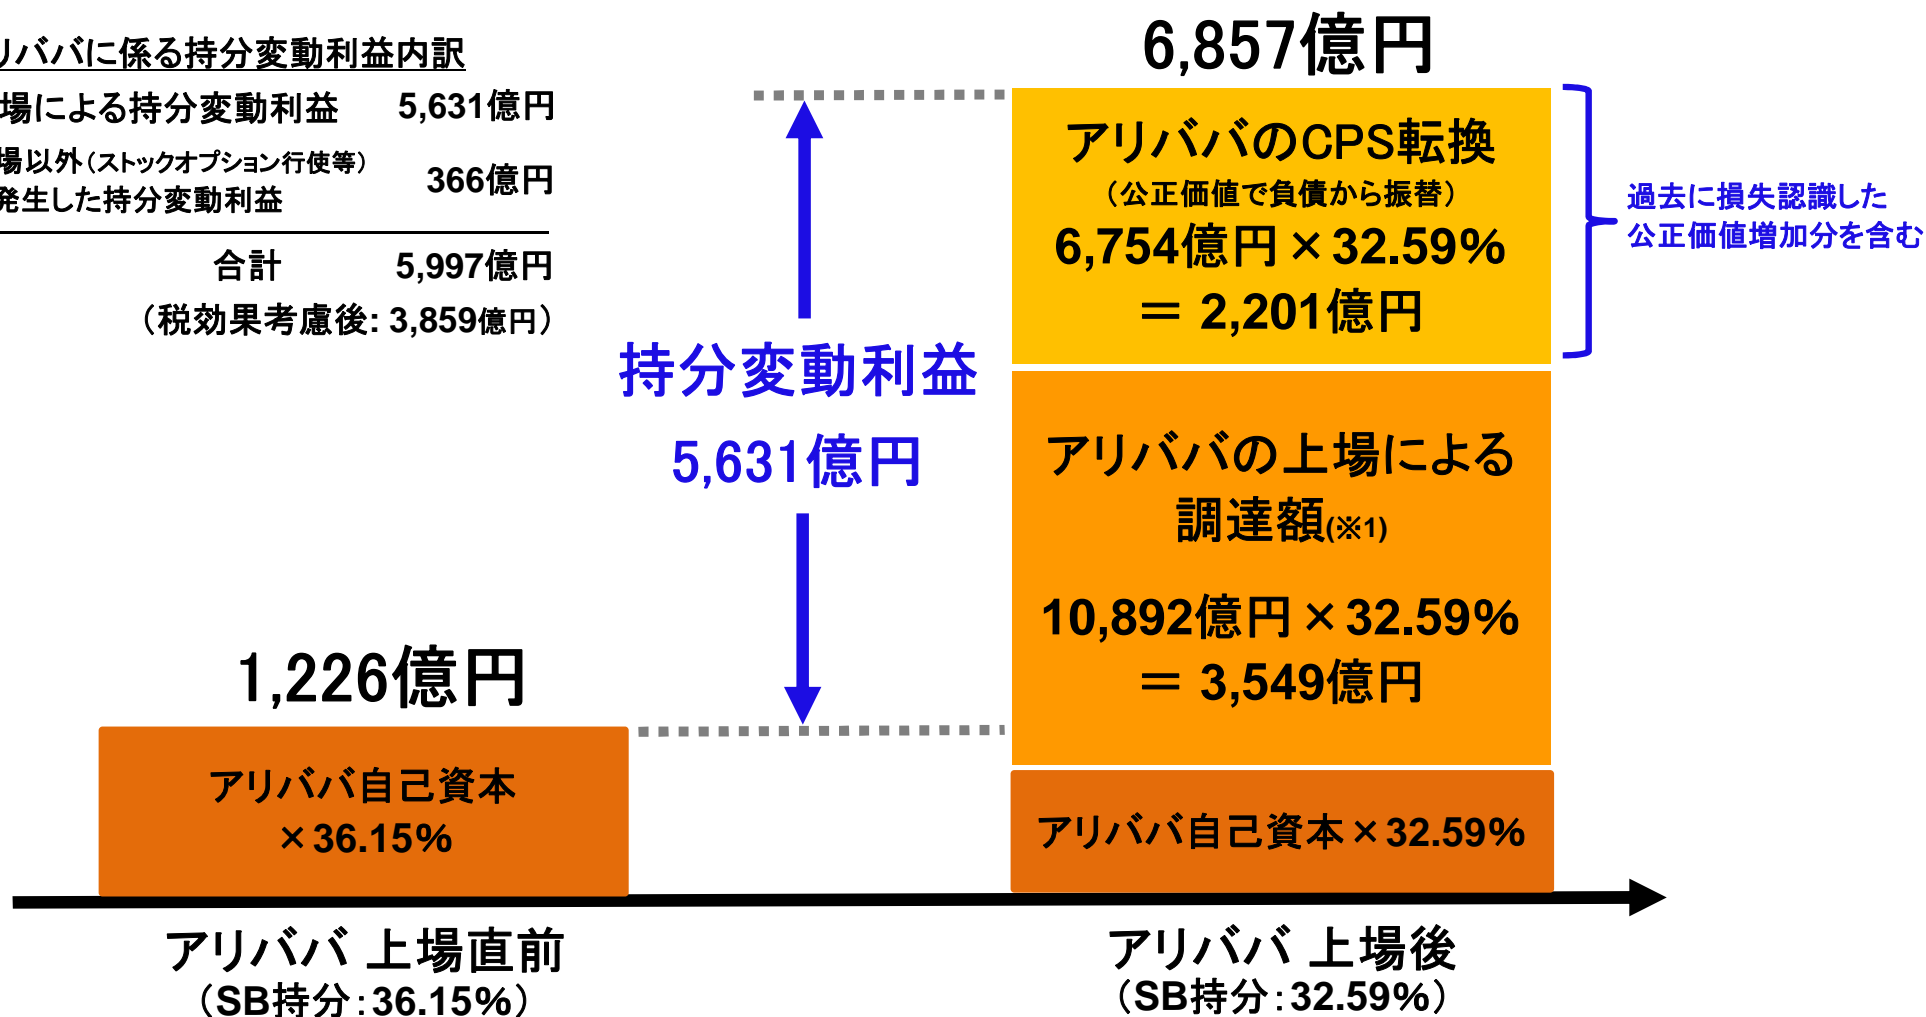 リババに係る持分変動利益内訳
場による持分変動利益 5,631億円
場以外（ストックオプション行使等）
発生した持分変動利益 366億円
合計 5,997億円
（税効果考慮後: 3,859億円）
持分変動利益
5,631億円
6,857億円
アリババのCPS転換
（公正価値で負債から振替）
6,754億円×32.59%
＝ 2,201億円
過去に損失認識した
公正価値増加分を含む
アリババの上場による
調達額(※1)
10,892億円×32.59%
＝ 3,549億円
1,226億円
アリババ自己資本
×36.15%
アリババ自己資本×32.59%
アリババ 上場直前
（SB持分：36.15%）
アリババ 上場後
（SB持分：32.59%）